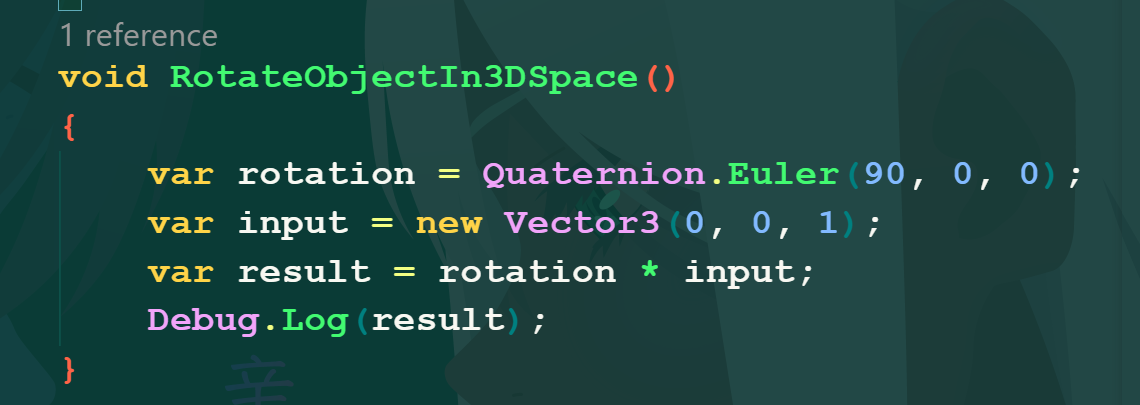 1 reference
void RotateObjectIn3DSpace()
{
    var rotation = Quaternion.Euler(90, 0, 0);
    var input = new Vector3(0, 0, 1);
    var result = rotation * input;
    Debug.Log(result);
}
辛